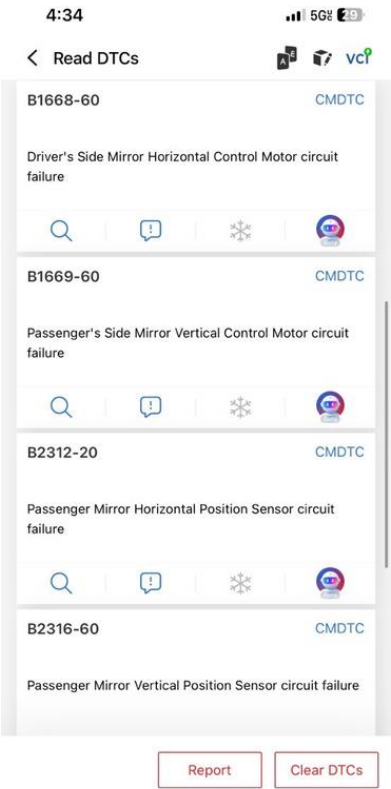 4:34
5G 29
Read DTCs
A E
vci
B1668-60 CMDTC
Driver's Side Mirror Horizontal Control Motor circuit
failure
B1669-60 CMDTC
Passenger's Side Mirror Vertical Control Motor circuit
failure
B2312-20 CMDTC
Passenger Mirror Horizontal Position Sensor circuit
failure
B2316-60 CMDTC
Passenger Mirror Vertical Position Sensor circuit failure
Report Clear DTCs